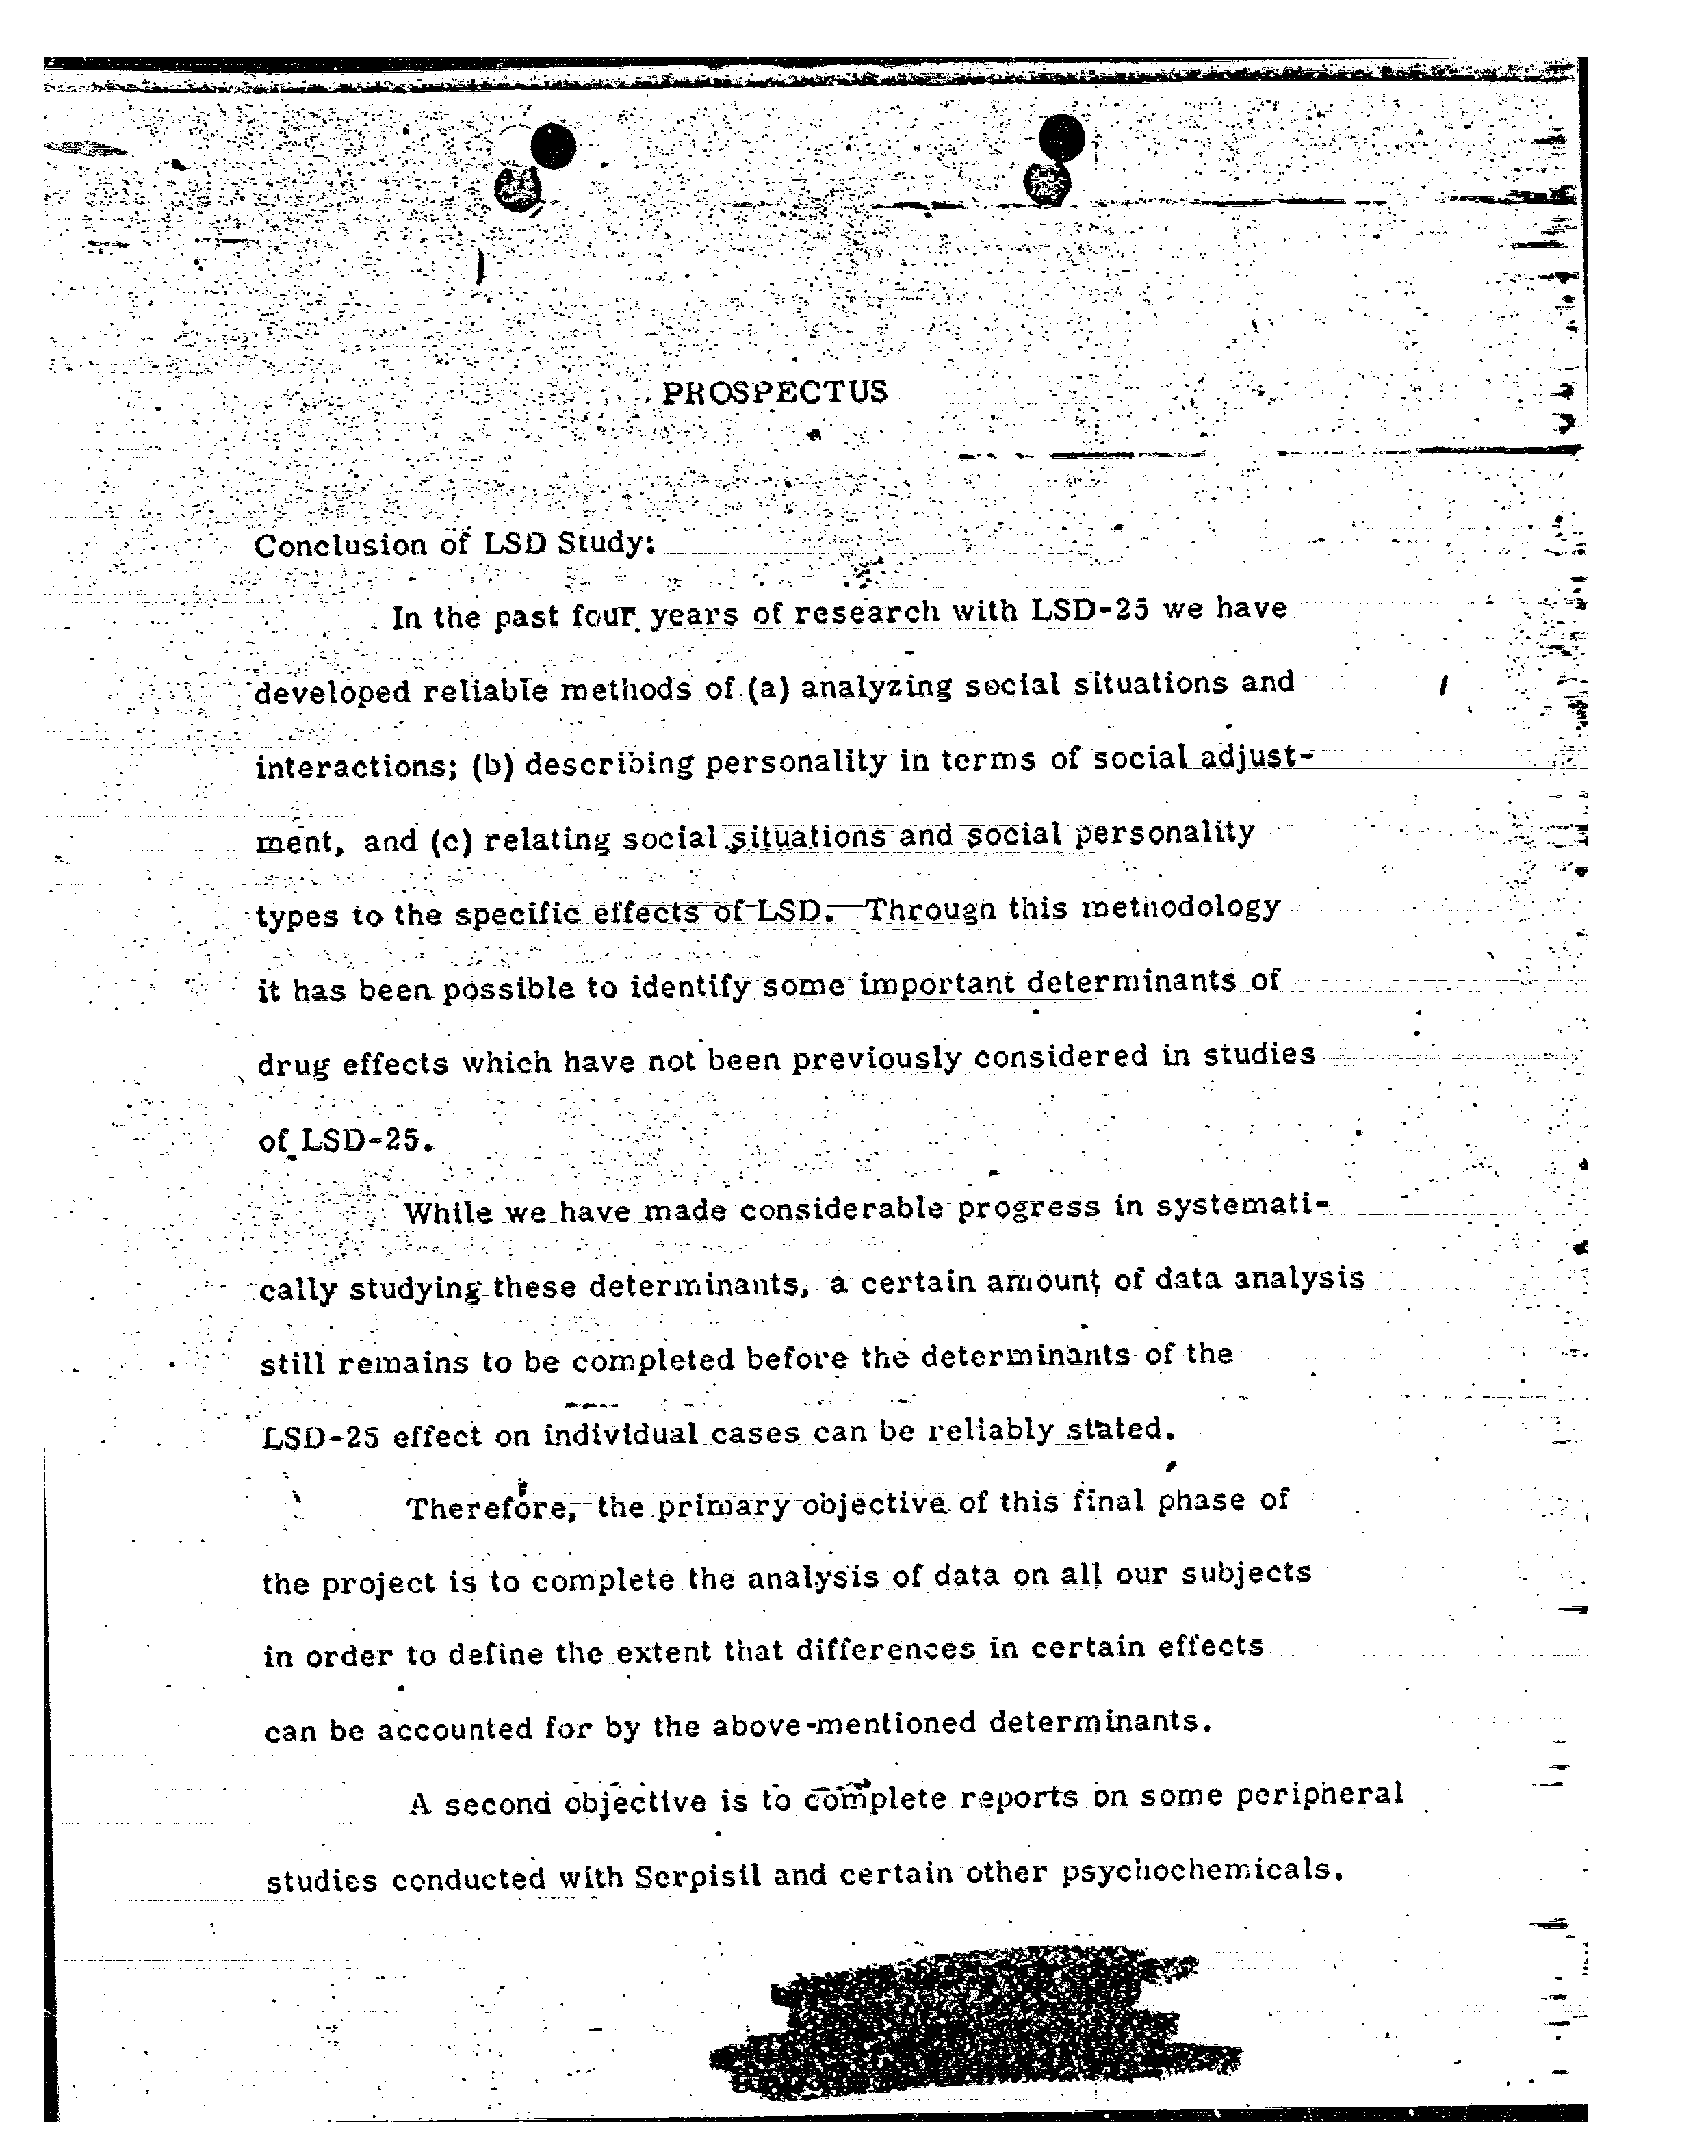 PROSPECTUS
Conclusion of LSD Study:
In the past four years of research with LSD-25 we have
developed reliable methods of (a) analyzing social situations and
interactions; (b) describing personality in terms of social adjust-
ment, and (c) relating social situations and social personality
types to the specific effects of LSD. Through this methodology
it has been possible to identify some important determinants of
drug effects which have not been previously considered in studies
of LSD-25.
While we have made considerable progress in systemati-
cally studying these determinants, a certain amount of data analysis
still remains to be completed before the determinants of the
LSD-25 effect on individual cases can be reliably stated.
Therefore, the primary objective of this final phase of
the project is to complete the analysis of data on all our subjects
in order to define the extent that differences in certain effects
can be accounted for by the above-mentioned determinants.
A second objective is to complete reports on some peripheral
studies conducted with Serpisil and certain other psychochemicals.